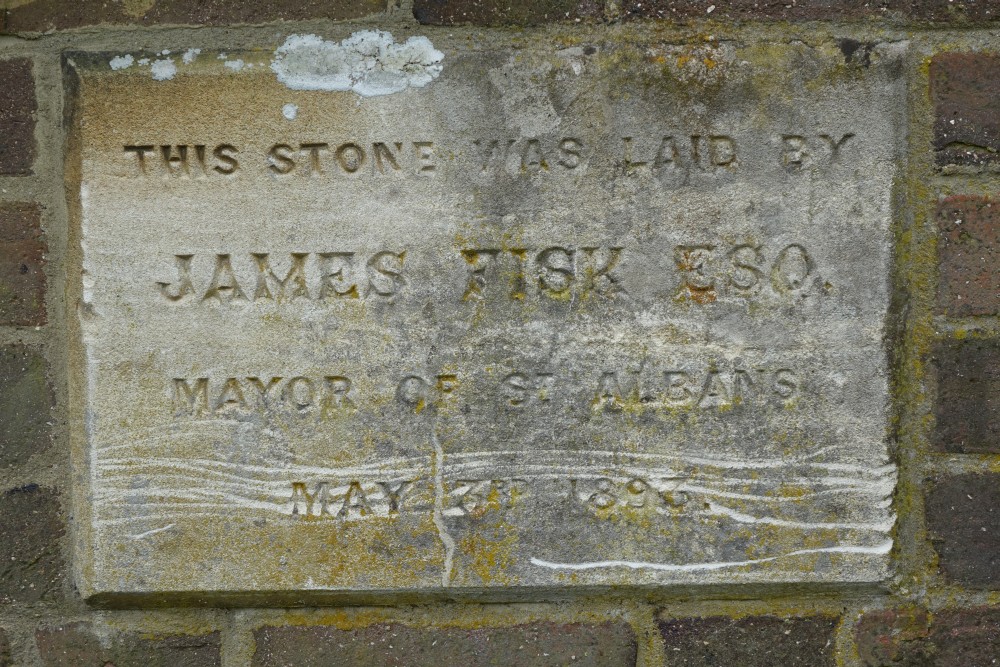 THIS STONE WAS LAID BY
JAMES FISK ESQ.
MAYOR OF ST ALBANS
MAY 3RD 1893.